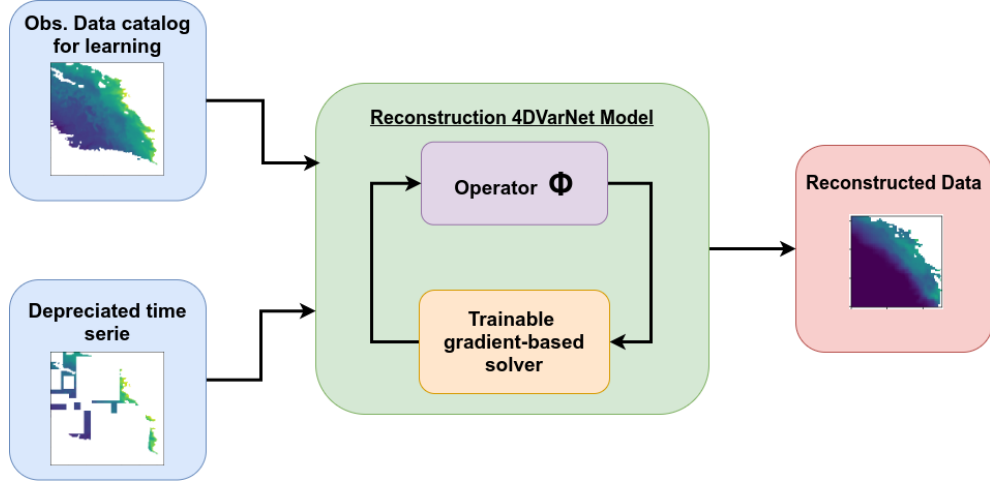 Obs. Data catalog
for learning
Reconstruction 4DVarNet Model
Operator Φ
Reconstructed Data
Depreciated time
serie
Trainable
gradient-based
solver